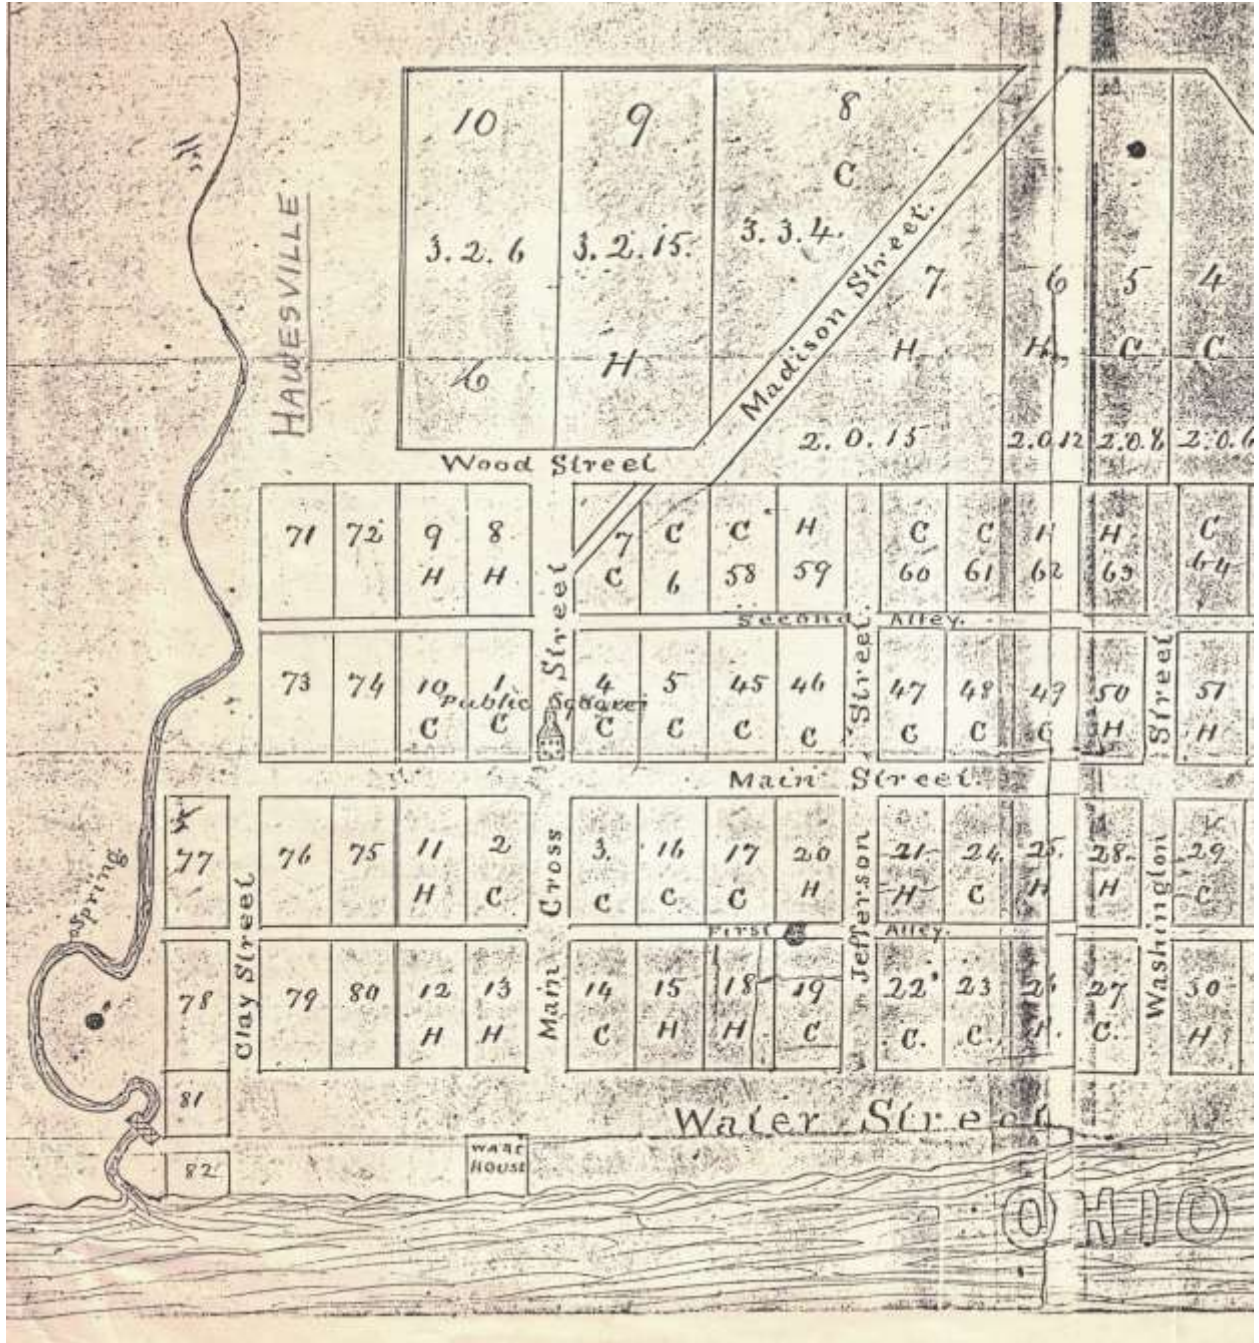 10 9 8
C
HAWESVILLE
3.2.6 3.2.15. 3.3.4.
Madison Street.
7 6 5 4
H H C C
H
2.0.15 2.0.12 2.0.8 2.0.6
Wood Street
71 72 9 8 7 C C H C C H H C
H H C 6 58 59 60 61 62 63 64
Second Alley.
73 74 10 1 4 5 45 46 47 48 49 50 51
Public Square
C C C C C C C C C H H
Main Street.
77 76 75 11 2 3. 16 17 20 21 24. 25. 28. 29
H C C C C H H C H H C
Spring
First Alley.
78 79 80 12 13 14 15 18 19 22 23 26 27 30
H H C H H C C. C. H. C. H
Clay Street
Main Cross Street
Jefferson Street.
Washington Street
81
Water Street
82
WARE
HOUSE
OHIO